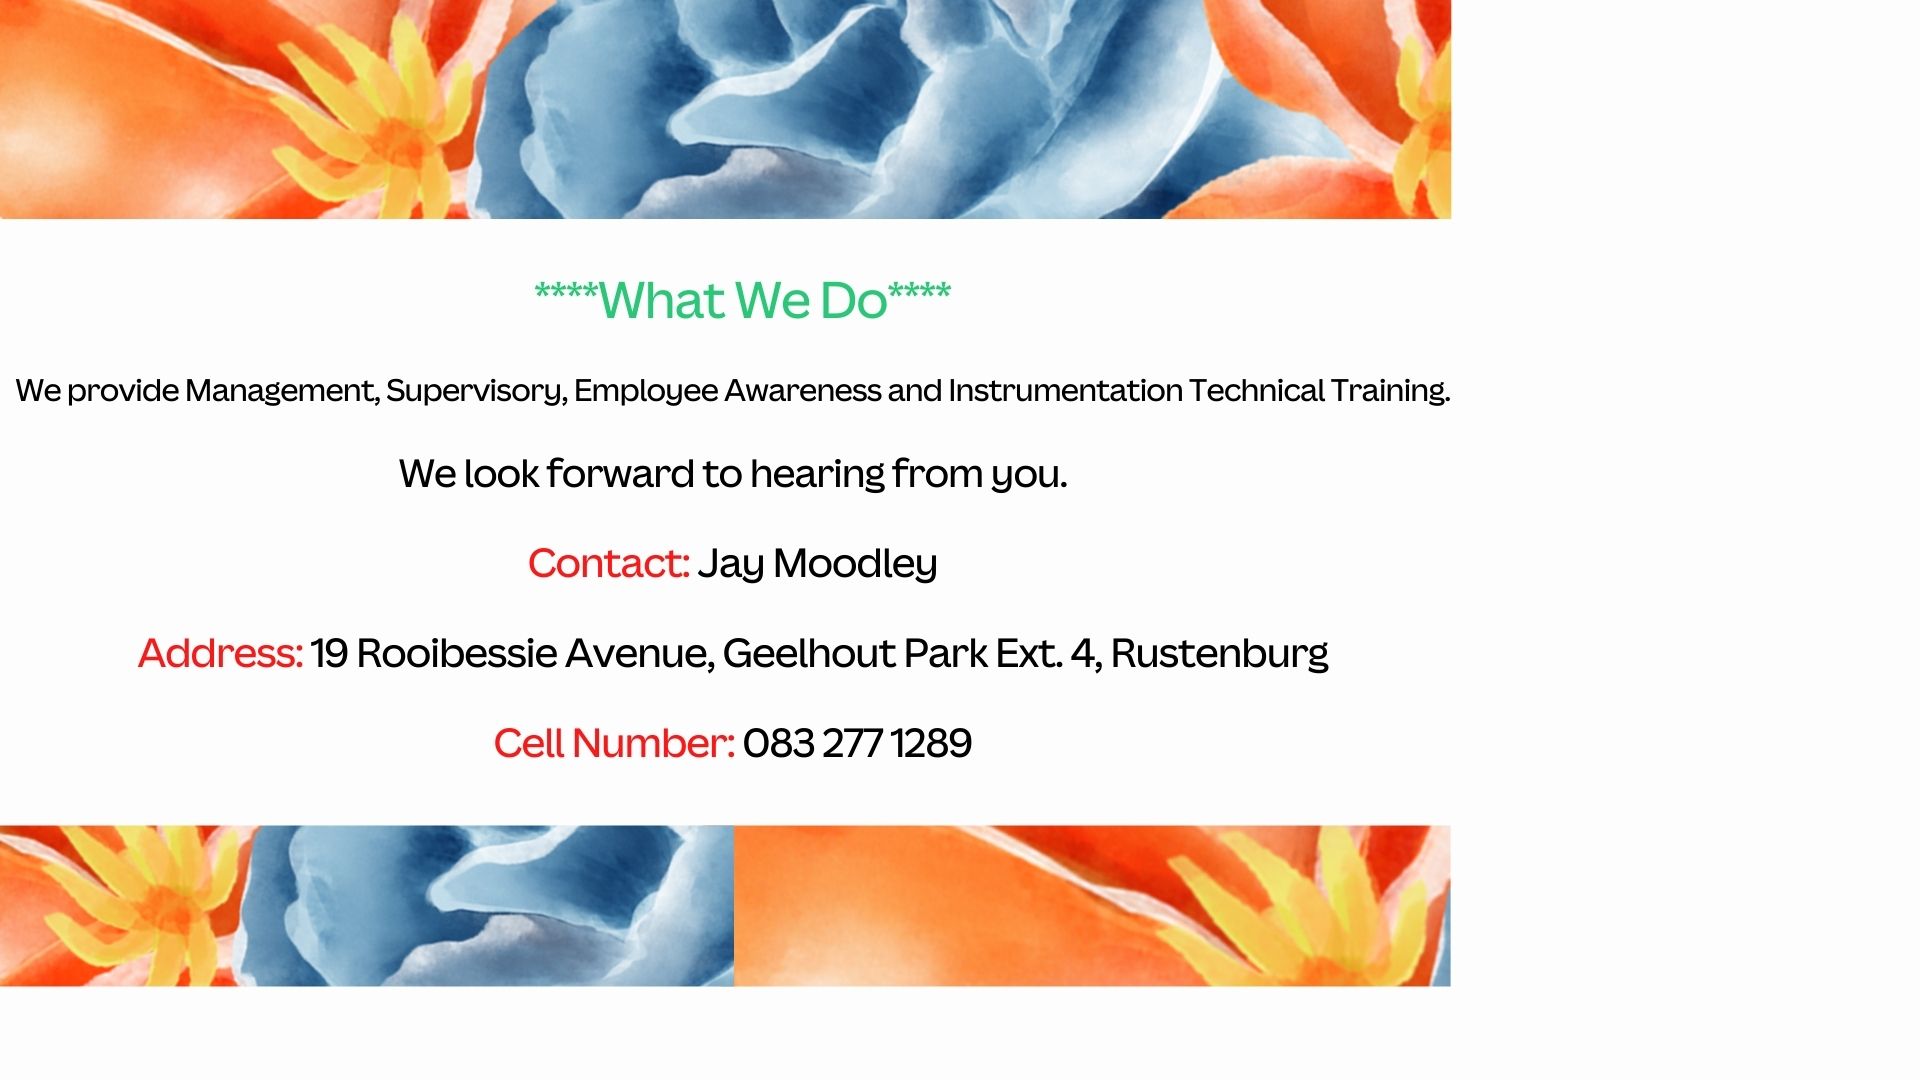 ****What We Do****
We provide Management, Supervisory, Employee Awareness and Instrumentation Technical Training.
We look forward to hearing from you.
Contact: Jay Moodley
Address: 19 Rooibessie Avenue, Geelhout Park Ext. 4, Rustenburg
Cell Number: 083 277 1289